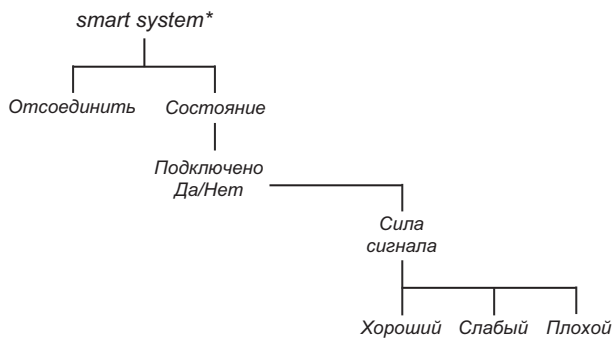 smart system*
Отсоединить Состояние
Подключено
Да/Нет
Сила
сигнала
Хороший Слабый Плохой